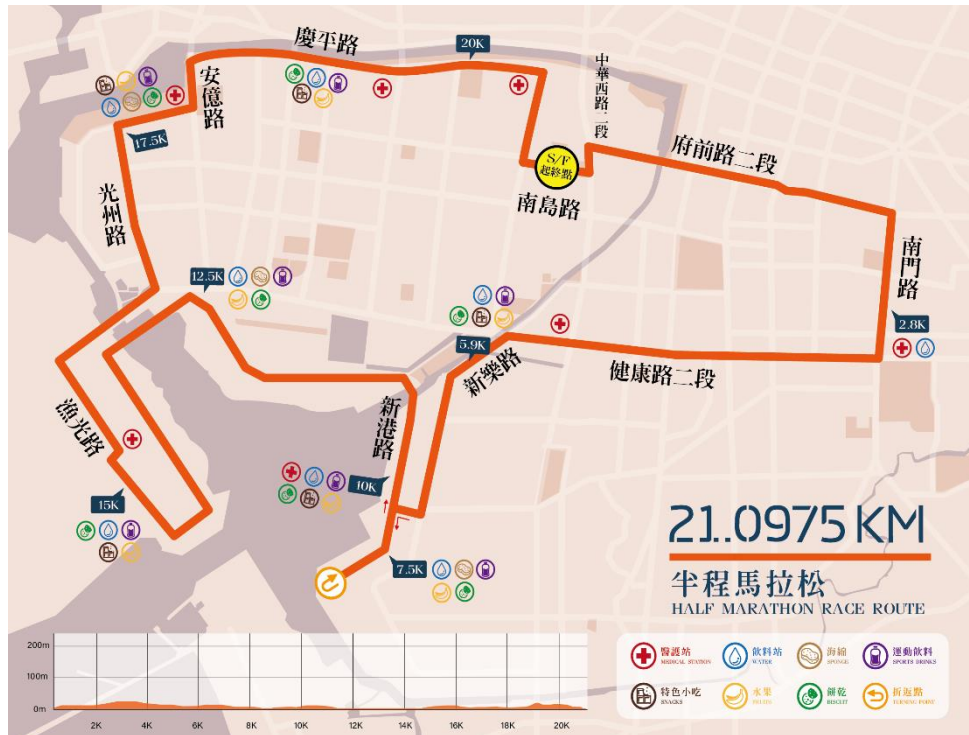 慶平路
20K
中華西路二段
安億路
府前路二段
S/F
起終點
17.5K
南島路
光州路
南門路
12.5K
2.8K
5.9K
新樂路
健康路二段
漁光路
新港路
10K
15K
7.5K
21.0975 KM
半程馬拉松
HALF MARATHON RACE ROUTE
200m
100m
0m
2K 4K 6K 8K 10K 12K 14K 16K 18K 20K
醫護站 飲料站 海綿 運動飲料
MEDICAL STATION WATER SPONGE SPORTS DRINKS
特色小吃 水果 餅乾 折返點
SNACKS FRUITS BISCUIT TURNING POINT